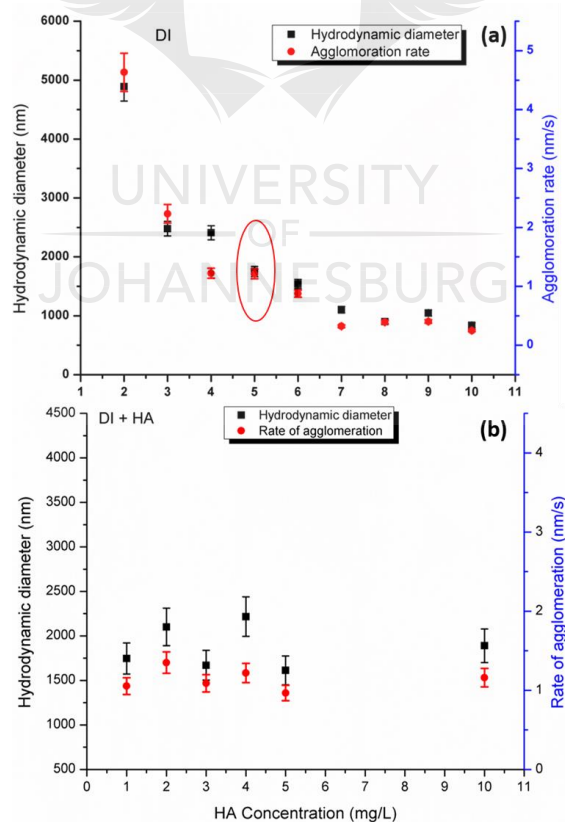 DI
Hydrodynamic diameter
Agglomoration rate
(a)
6000
5000
4000
3000
2000
1000
0
Hydrodynamic diameter (nm)
5
4
3
2
1
0
Agglomoration rate (nm/s)
1 2 3 4 5 6 7 8 9 10 11
UNIVERSITY
OF
JOHANNESBURG
DI + HA
Hydrodynamic diameter
Rate of agglomeration
(b)
4500
4000
3500
3000
2500
2000
1500
1000
500
Hydrodynamic diameter (nm)
4
3
2
1
0
Rate of agglomeration (nm/s)
0 1 2 3 4 5 6 7 8 9 10 11
HA Concentration (mg/L)